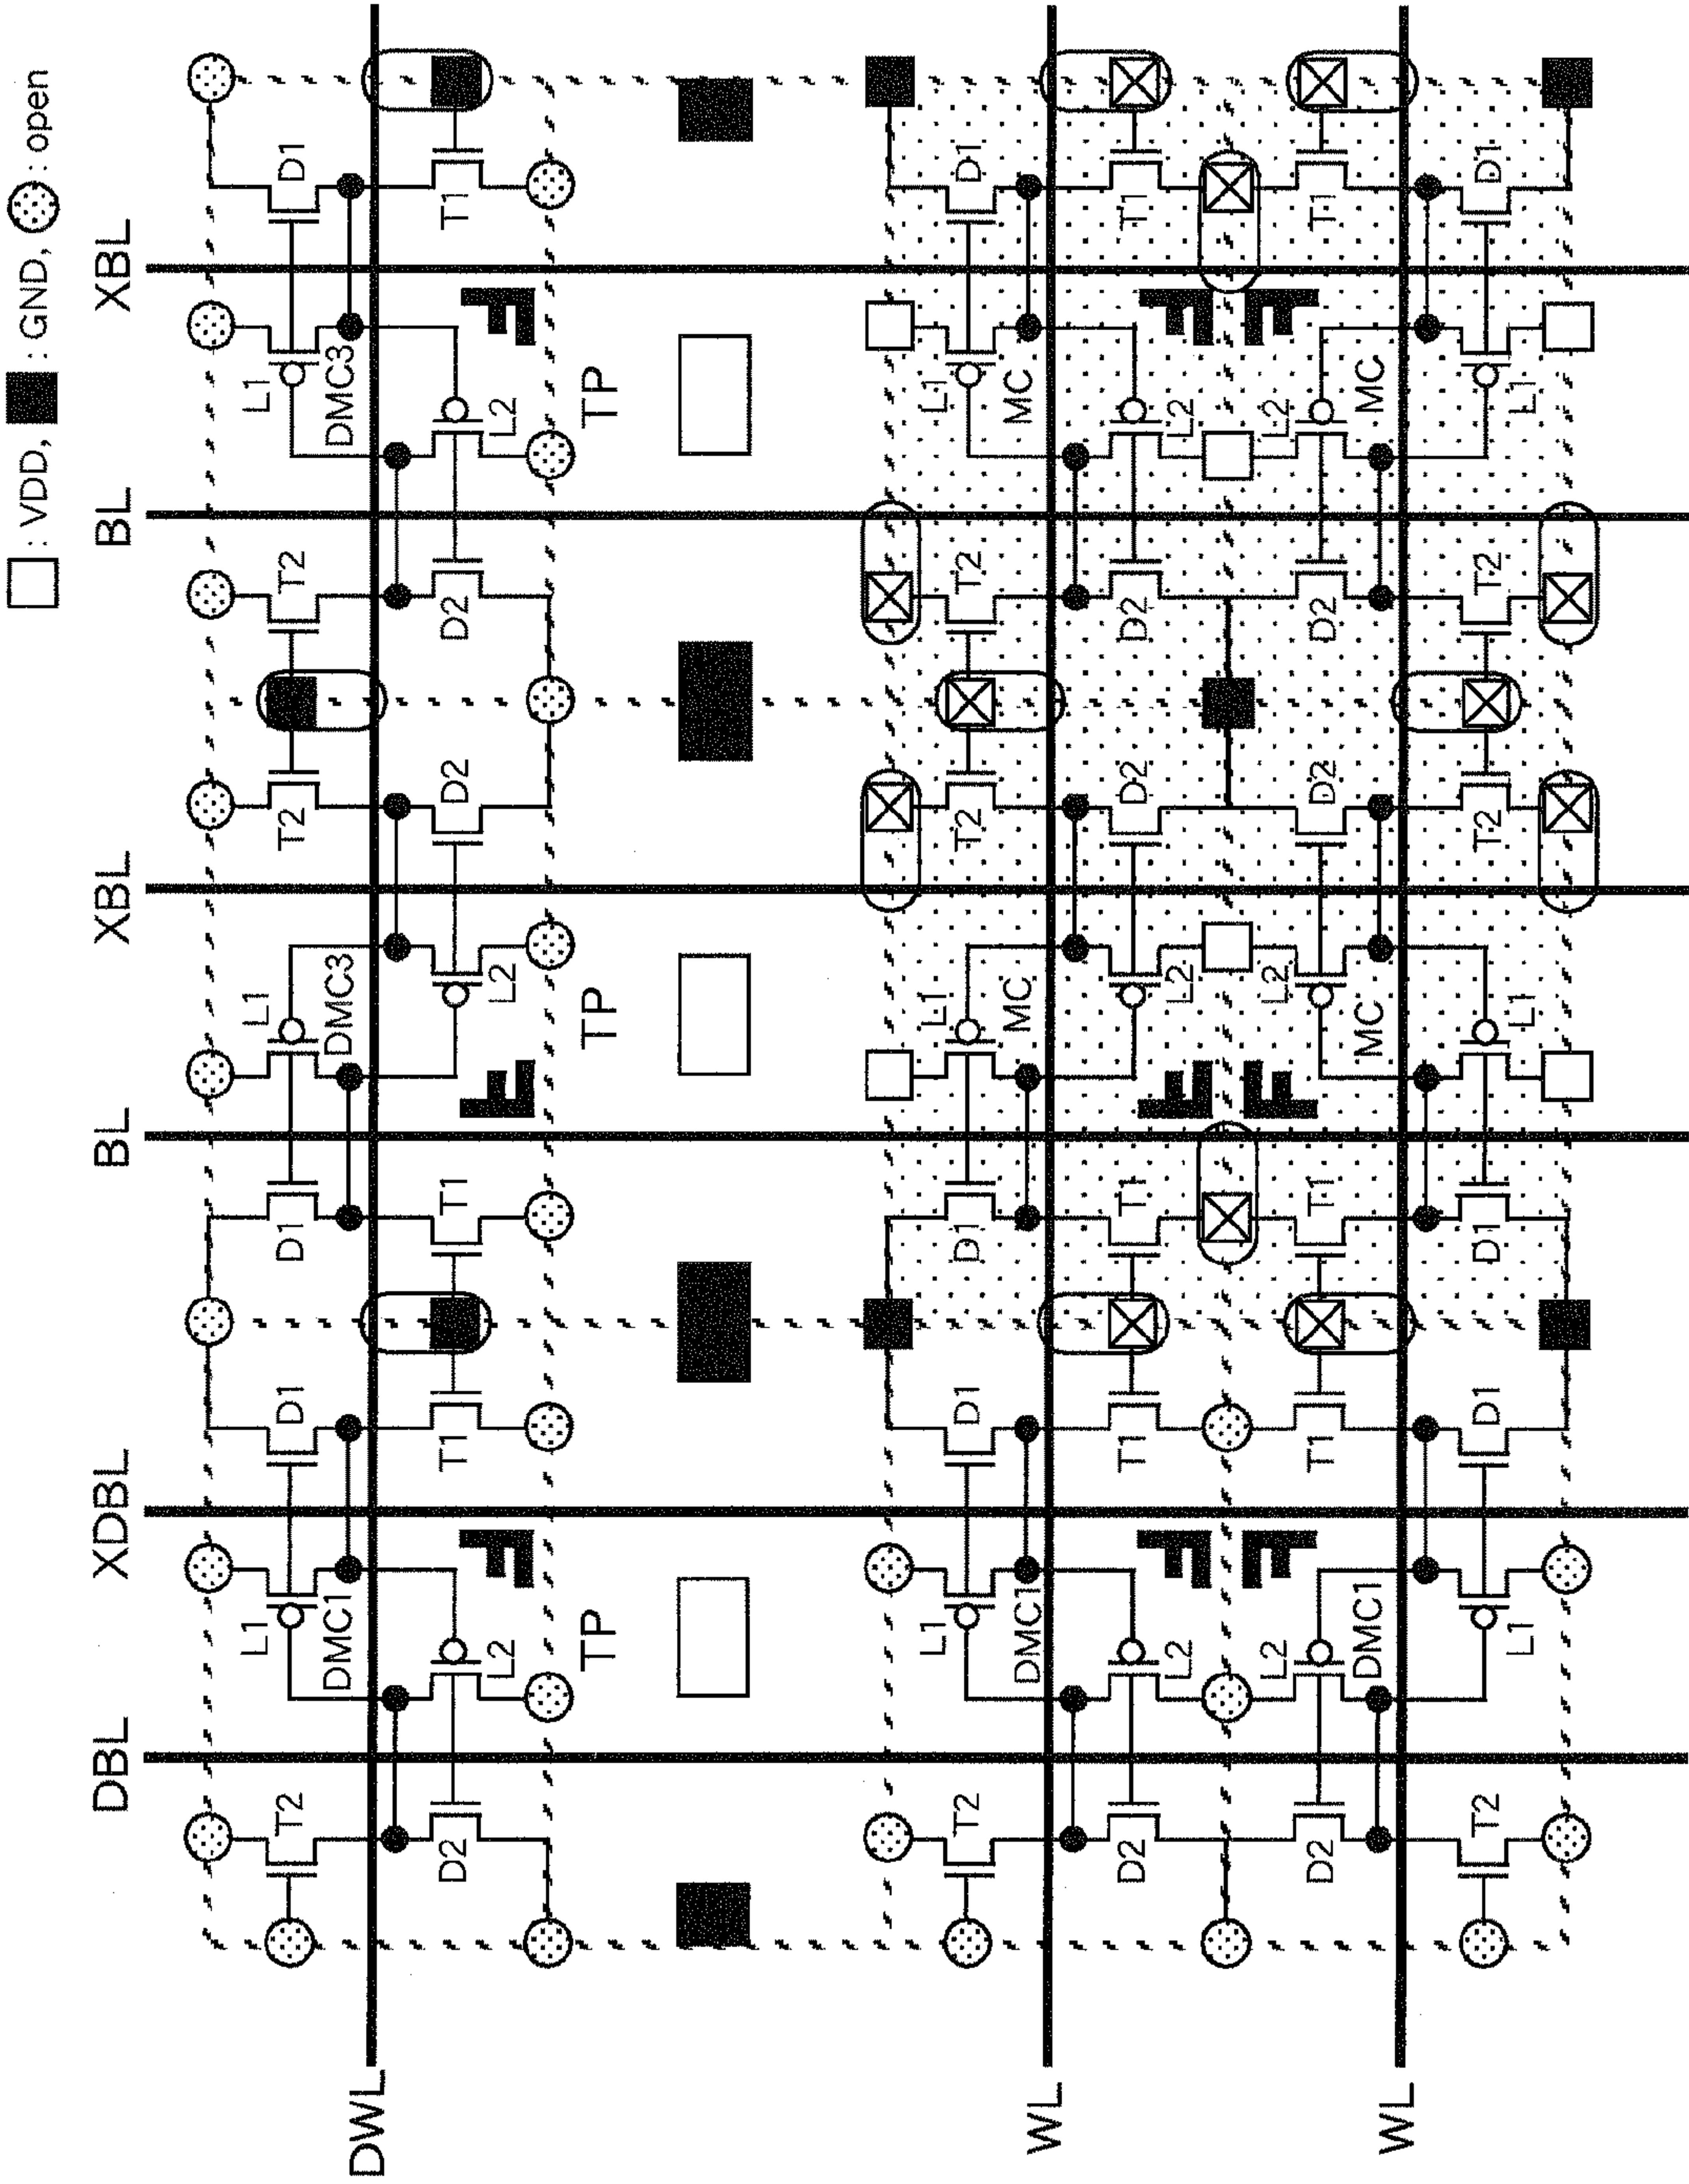 : VDD, : GND, : open
DBL XDBL BL XBL BL XBL
T2 L1 D1 D1 L1 T2 T2 L1 D1
DMC1 DMC3 DMC3
DWL
D2 T1 T1 D2 D2 T1
L2 L2 L2
TP TP TP
T2 L1 D1 D1 L1 T2 T2 L1 D1
DMC1 MC MC
WL
D2 T1 T1 D2 D2 T1
L2 L2 L2
L2 L2 L2
D2 T1 T1 D2 D2 T1
DMC1 MC MC
WL
T2 D1 D1 T2 T2 D1
L1 L1 L1